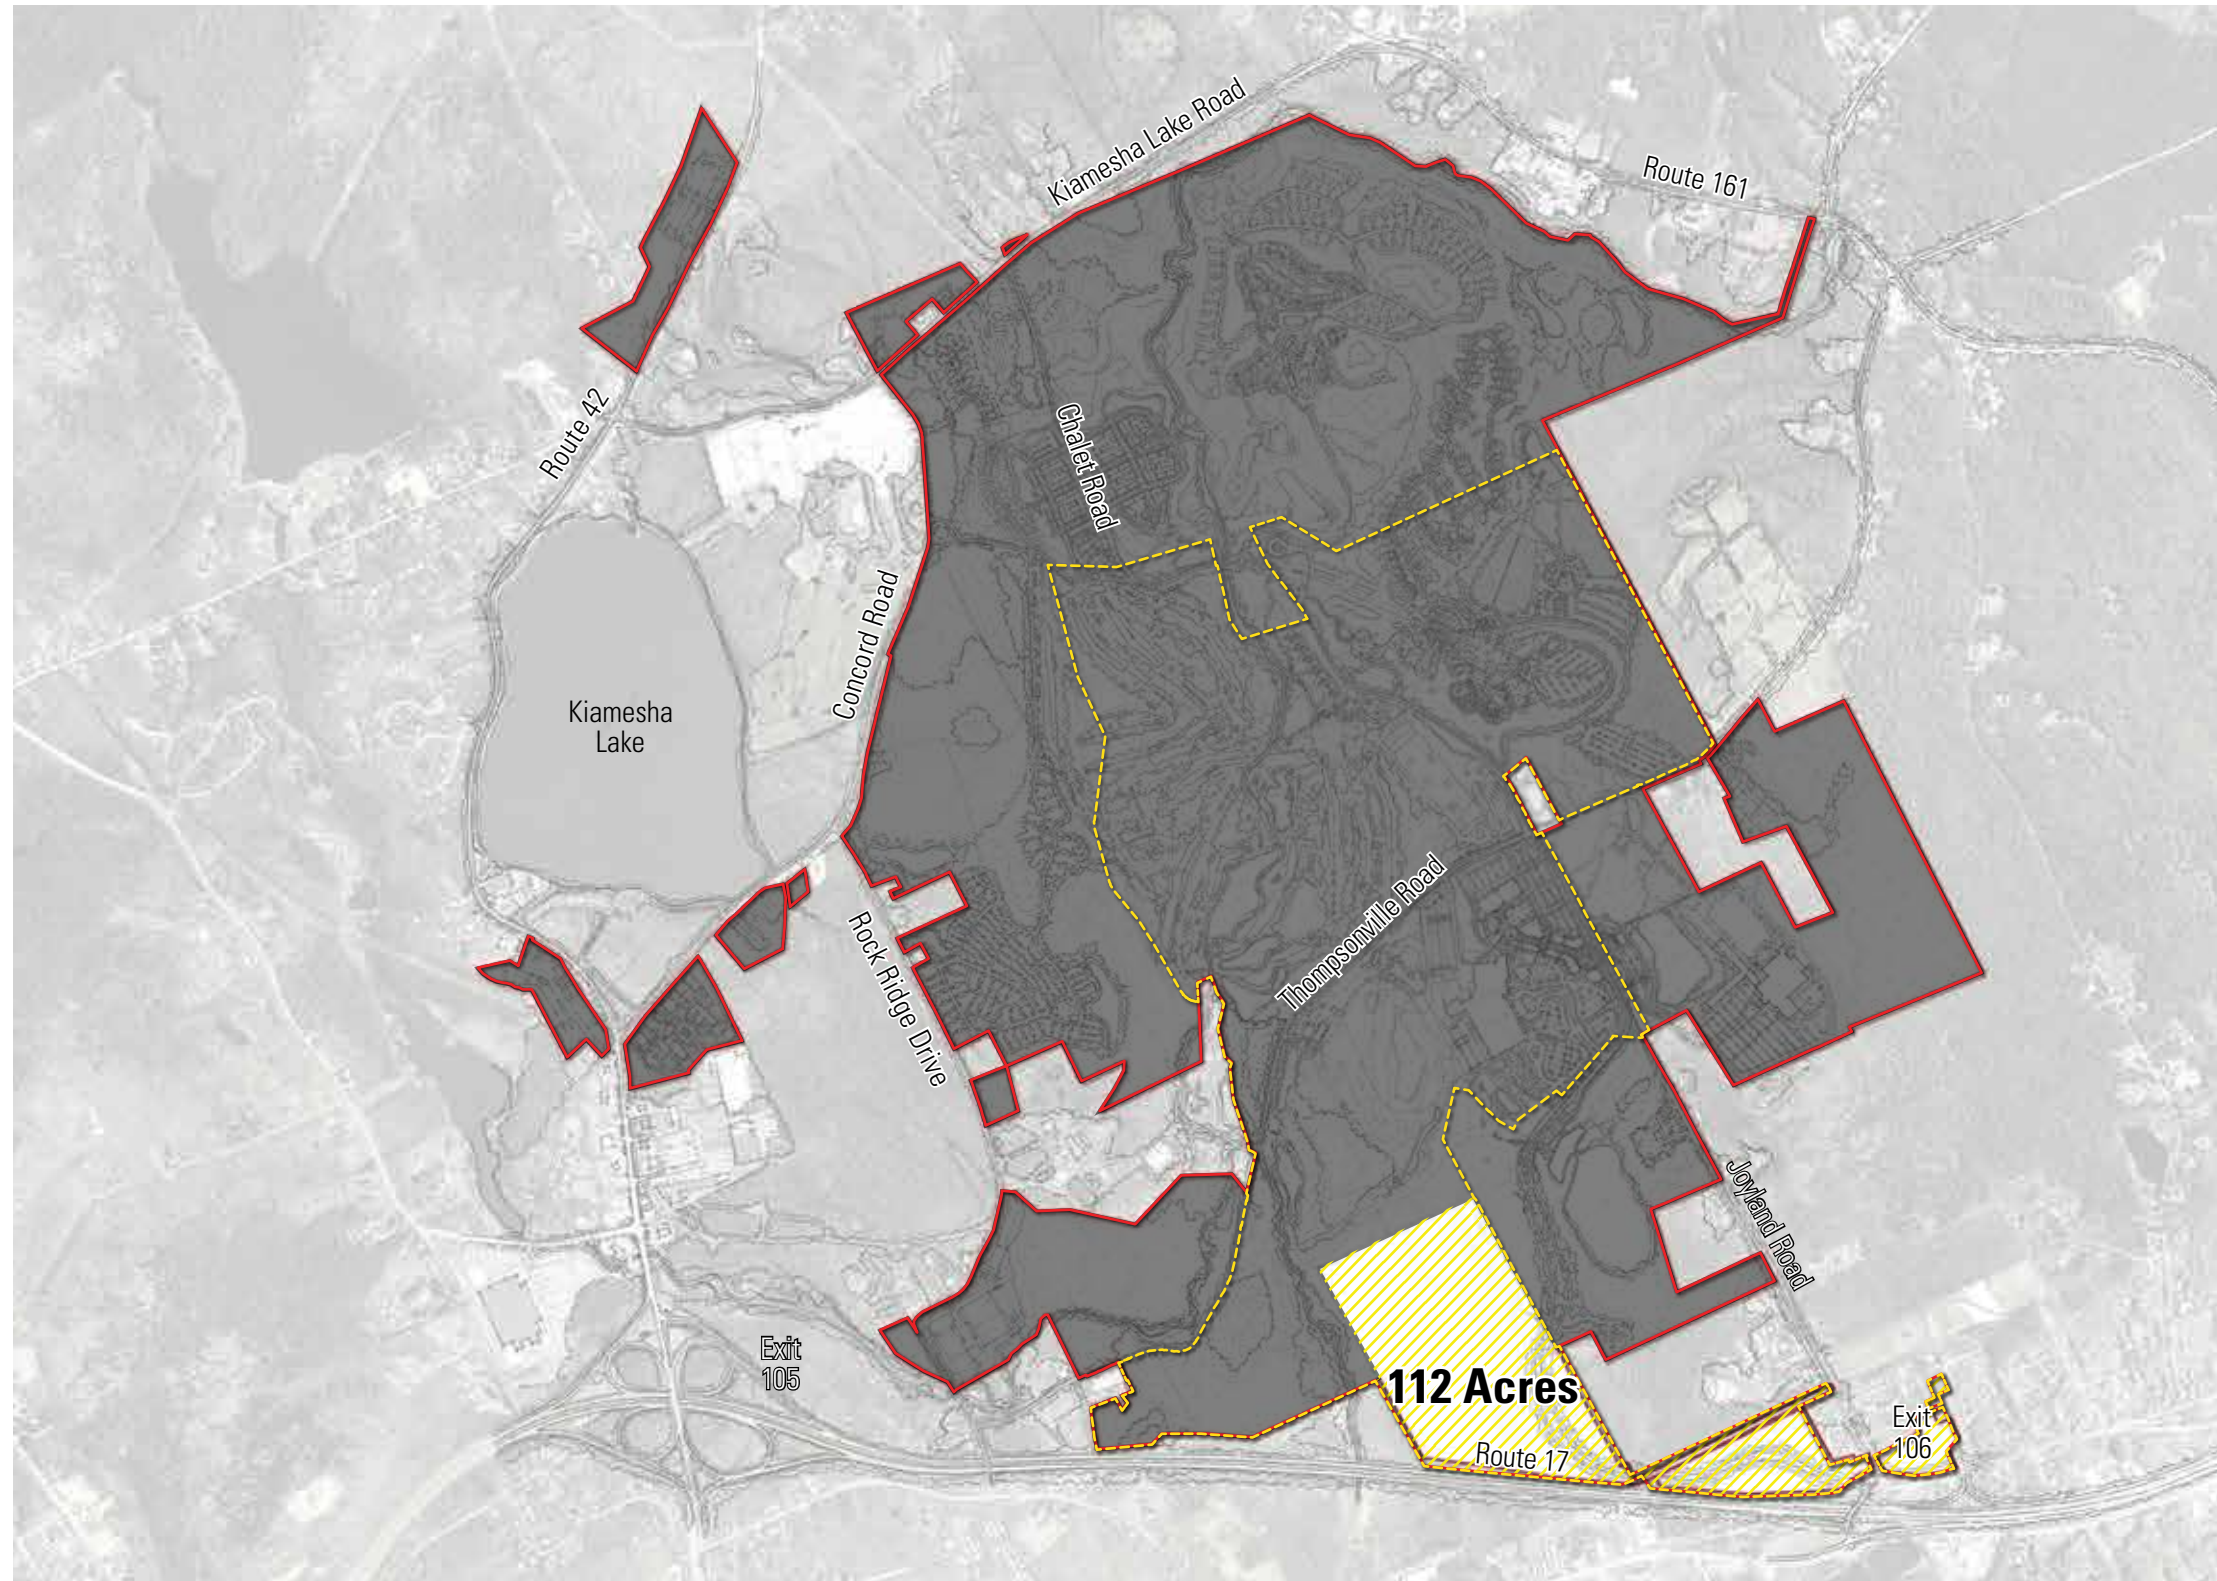 Kiamesha Lake Road
Route 161
Route 42
Chalet Road
Concord Road
Kiamesha
Lake
Thompsonville Road
Rock Ridge Drive
Joyland Road
Exit
105
112 Acres
Exit
106
Route 17